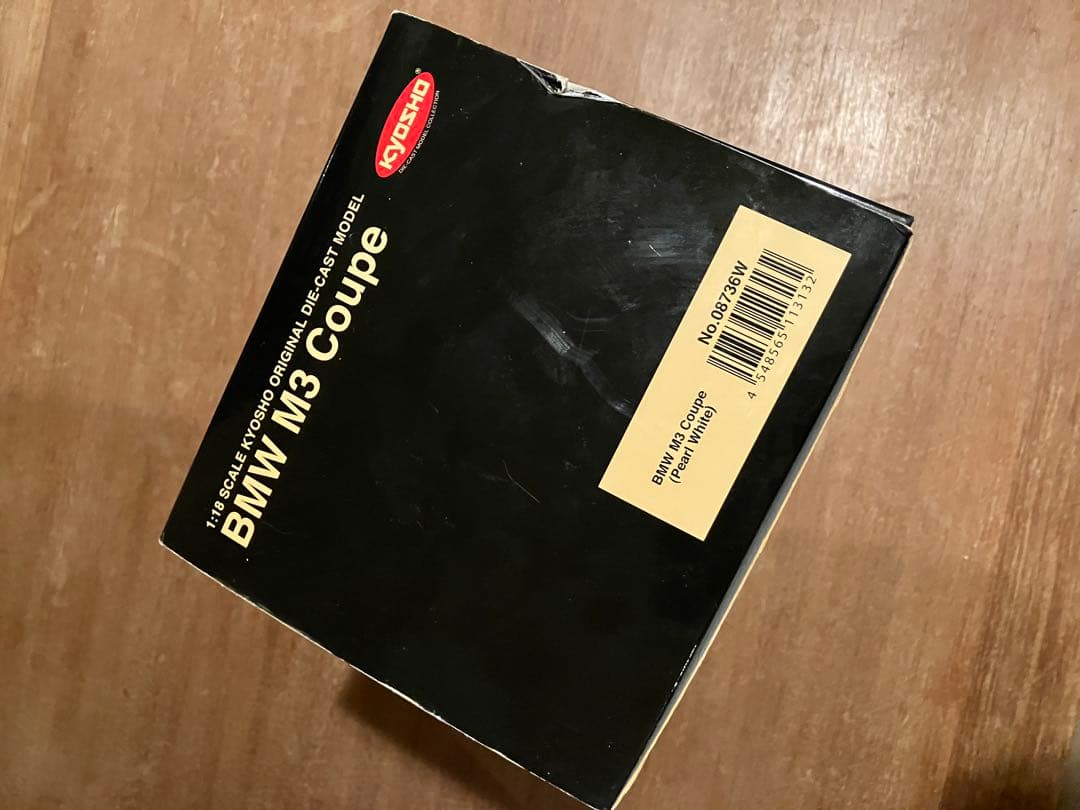 KYOSHO®
DIE-CAST MODEL COLLECTION
1:18 SCALE KYOSHO ORIGINAL DIE-CAST MODEL
BMW M3 Coupe
BMW M3 Coupe
(Pearl White)
No.08736W
4 548565 113132